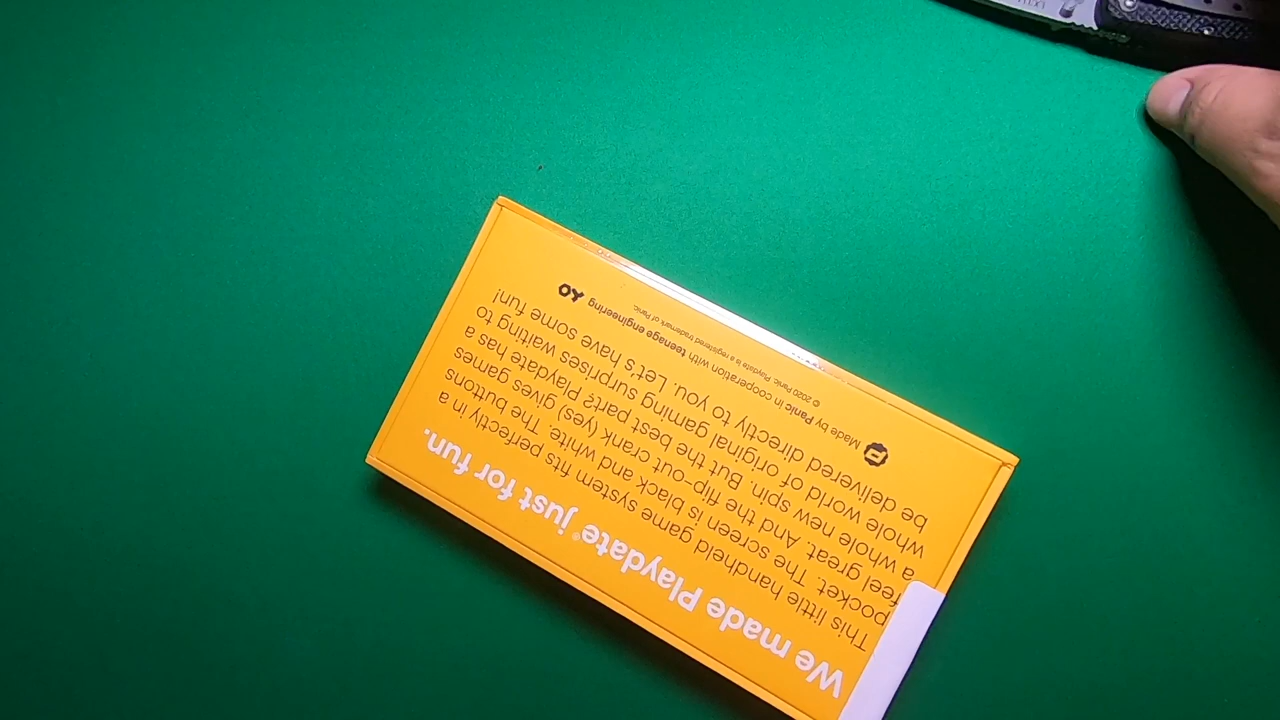 We made Playdate® just for fun.
This little handheld game system fits perfectly in a
pocket. The screen is black and white. The buttons
feel great. And the flip-out crank (yes) gives games
a whole new spin. But the best part? Playdate has a
whole world of original gaming surprises waiting to
be delivered directly to you. Let's have some fun!
Made by Panic in cooperation with teenage engineering
© 2020 Panic. Playdate is a registered trademark of Panic.